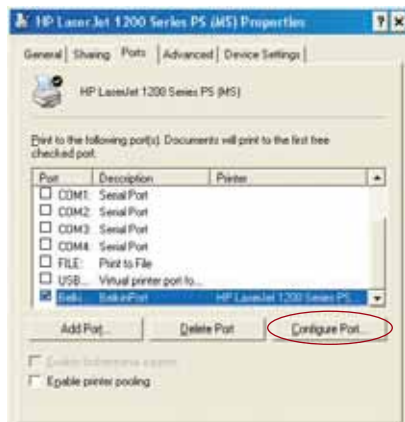 HP LaserJet 1200 Series PS (MS) Properties ? ×
General Sharing Ports Advanced Device Settings
HP LaserJet 1200 Series PS (MS)
Print to the following port(s). Documents will print to the first free
checked port.
Port Description Printer
COM1: Serial Port
COM2: Serial Port
COM3: Serial Port
COM4: Serial Port
FILE: Print to File
USB... Virtual printer port fo...
Belki... BelkinPort HP LaserJet 1200 Series PS...
Add Port... Delete Port Configure Port...
Enable bidirectional support
Enable printer pooling